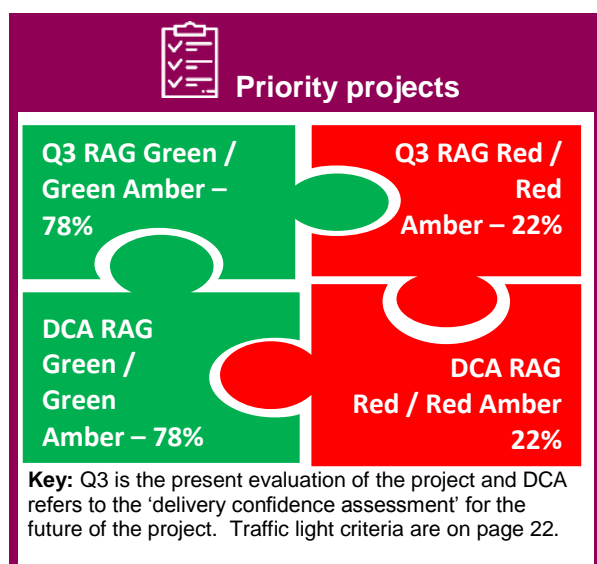 Priority projects
Q3 RAG Green /
Green Amber –
78%
Q3 RAG Red /
Red
Amber – 22%
DCA RAG
Green /
Green
Amber – 78%
DCA RAG
Red / Red Amber
22%
Key: Q3 is the present evaluation of the project and DCA
refers to the ‘delivery confidence assessment’ for the
future of the project.  Traffic light criteria are on page 22.